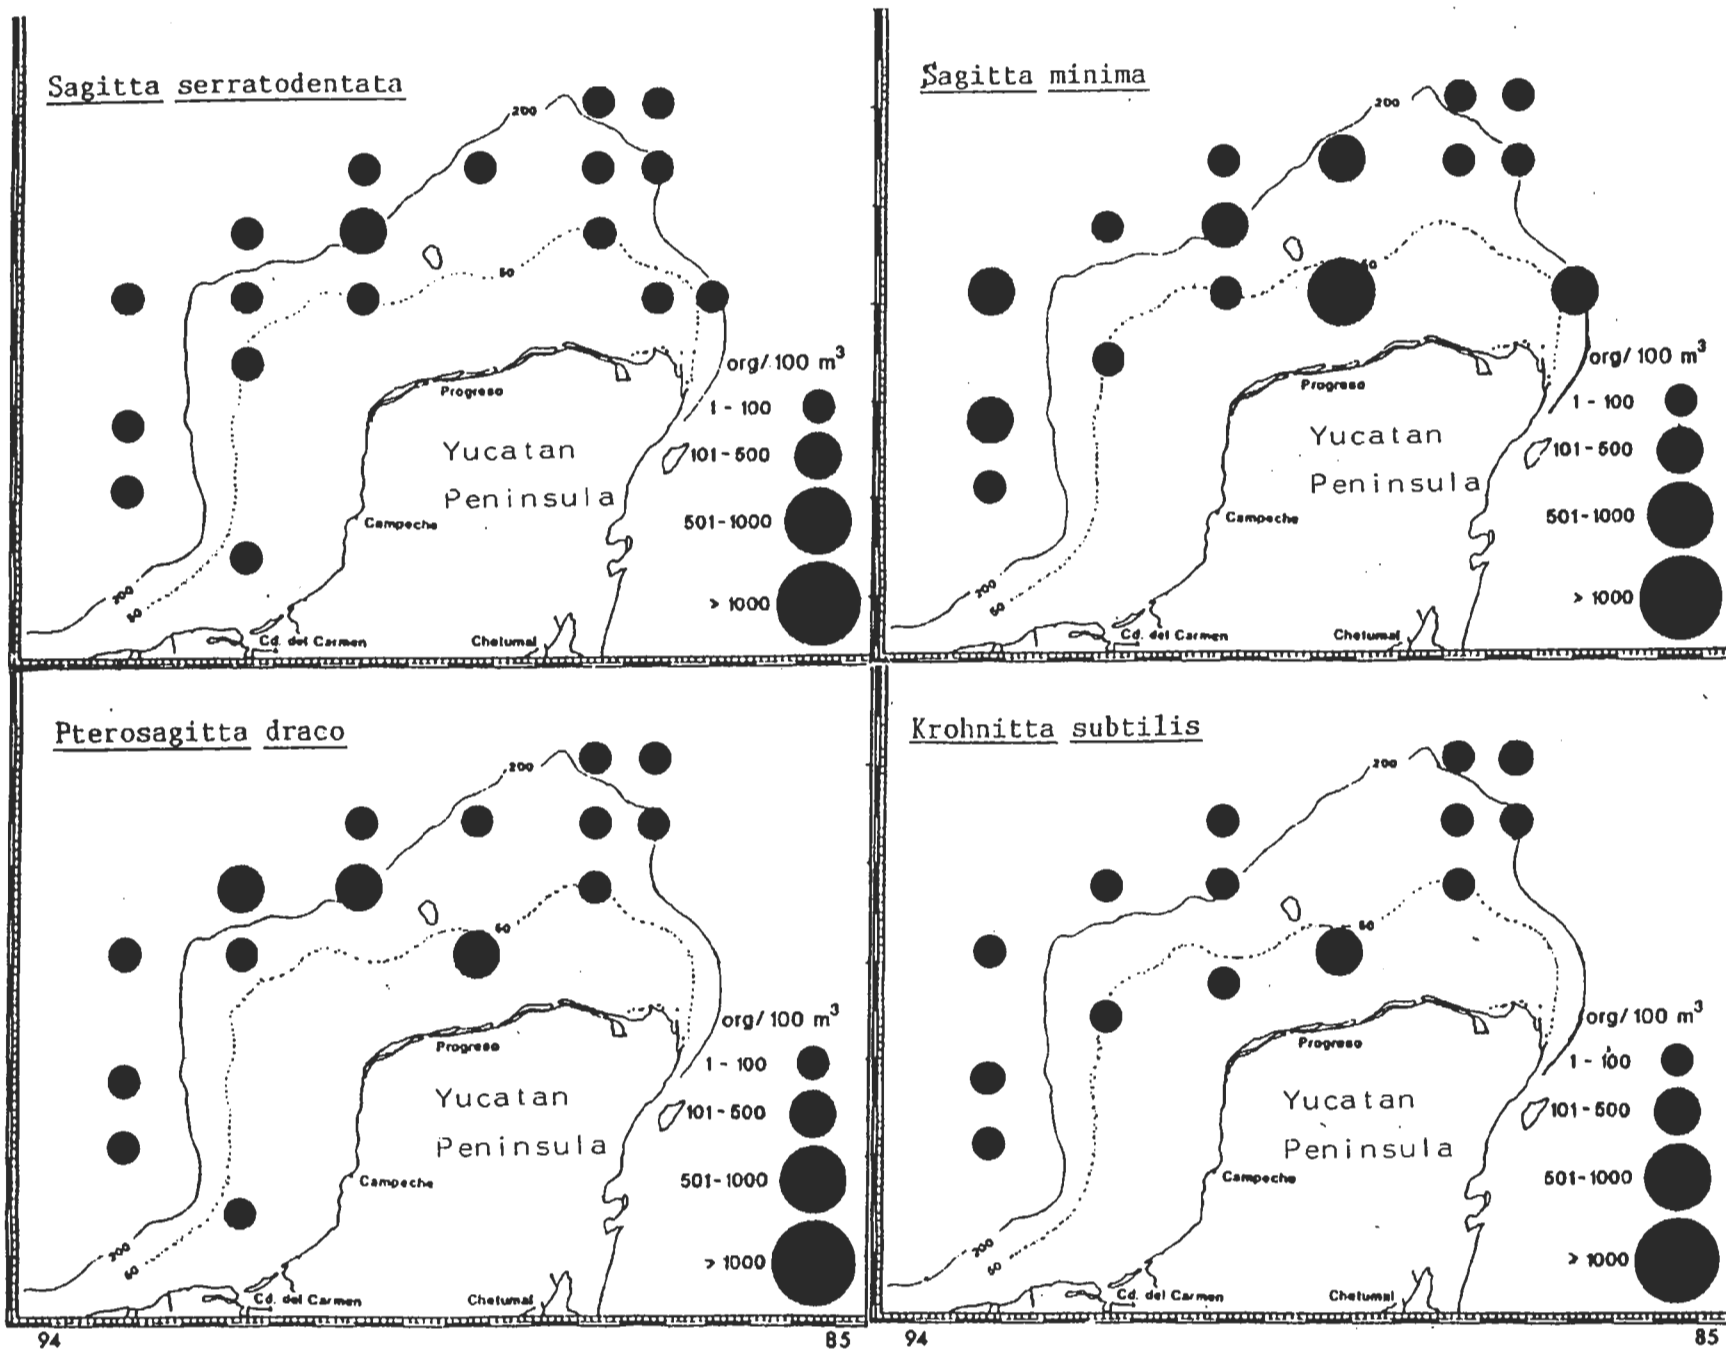 Sagitta serratodentata
200
50
org/100 m³
1 - 100
Progreso
Yucatan
101-500
Peninsula
501-1000
Campeche
200
50
> 1000
Cd. del Carmen
Chetumal
Sagitta minima
200
50
org/100 m³
1 - 100
Progreso
Yucatan
101-500
Peninsula
501-1000
Campeche
200
50
> 1000
Cd. del Carmen
Chetumal
Pterosagitta draco
200
50
org/100 m³
1 - 100
Progreso
Yucatan
101-500
Peninsula
501-1000
Campeche
200
50
> 1000
Cd. del Carmen
Chetumal
94
85
Krohnitta subtilis
200
50
org/100 m³
1 - 100
Progreso
Yucatan
101-500
Peninsula
501-1000
Campeche
200
50
> 1000
Cd. del Carmen
Chetumal
94
85